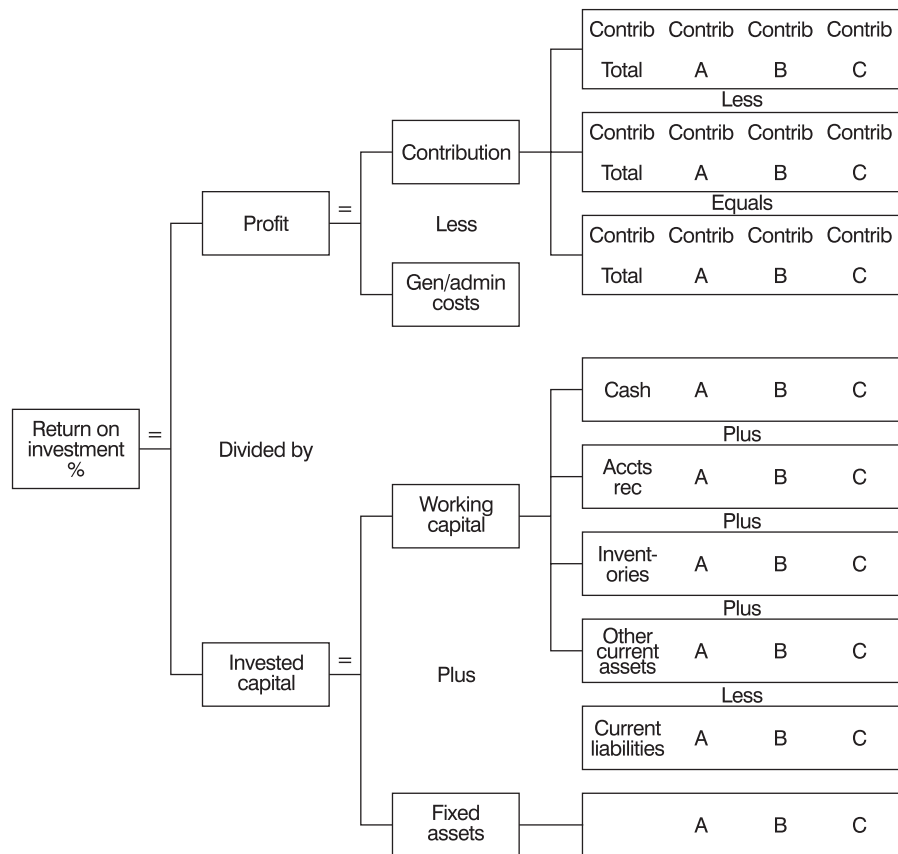 Contrib Contrib Contrib Contrib
Total A B C
Less
Contrib Contrib Contrib Contrib
Contribution
Total A B C
Equals
Profit
=
Less
Contrib Contrib Contrib Contrib
Total A B C
Gen/admin
costs
Cash A B C
Plus
Return on
investment
%
=
Divided by
Accts
rec
A B C
Working
capital
Plus
Invent-
ories
A B C
Plus
Other
current
assets
A B C
Invested
capital
=
Plus
Less
Current
liabilities
A B C
Fixed
assets
A B C